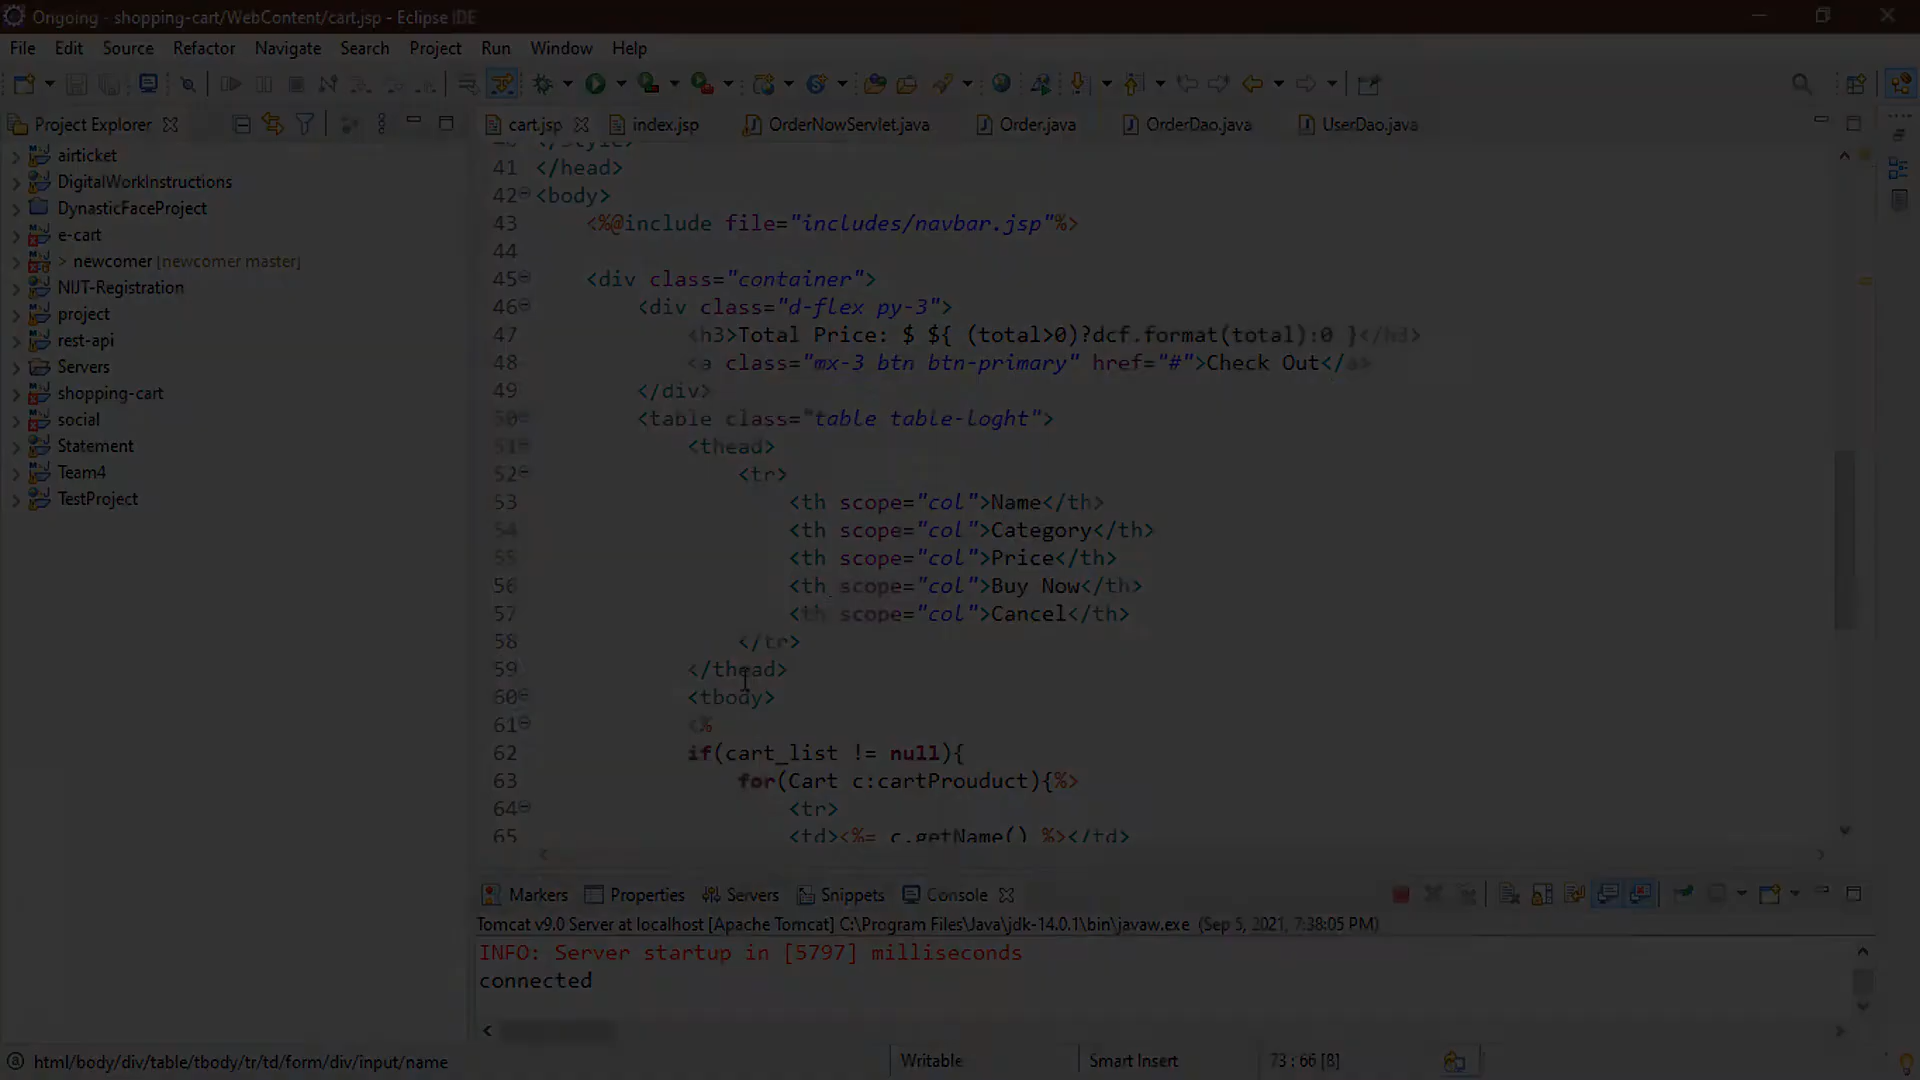 Ongoing - shopping-cart/WebContent/cart.jsp - Eclipse IDE
File Edit Source Refactor Navigate Search Project Run Window Help
Project Explorer
cart.jsp index.jsp OrderNowServlet.java Order.java OrderDao.java UserDao.java
airticket
DigitalWorkInstructions
DynasticFaceProject
e-cart
> newcomer [newcomer master]
NIJT-Registration
project
rest-api
Servers
shopping-cart
social
Statement
Team4
TestProject
40 </style>
41 </head>
42 <body>
43 <%@include file="includes/navbar.jsp"%>
44
45 <div class="container">
46 <div class="d-flex py-3">
47 <h3>Total Price: $ ${ (total>0)?dcf.format(total):0 }</h3>
48 <a class="mx-3 btn btn-primary" href="#">Check Out</a>
49 </div>
50 <table class="table table-loght">
51 <thead>
52 <tr>
53 <th scope="col">Name</th>
54 <th scope="col">Category</th>
55 <th scope="col">Price</th>
56 <th scope="col">Buy Now</th>
57 <th scope="col">Cancel</th>
58 </tr>
59 </thead>
60 <tbody>
61 <%
62 if(cart_list != null){
63 for(Cart c:cartProuduct){%>
64 <tr>
65 <td><%= c.getName() %></td>
Markers Properties Servers Snippets Console
Tomcat v9.0 Server at localhost [Apache Tomcat] C:\Program Files\Java\jdk-14.0.1\bin\javaw.exe (Sep 5, 2021, 7:38:05 PM)
INFO: Server startup in [5797] milliseconds
connected
html/body/div/table/tbody/tr/td/form/div/input/name Writable Smart Insert 73 : 66 [8]